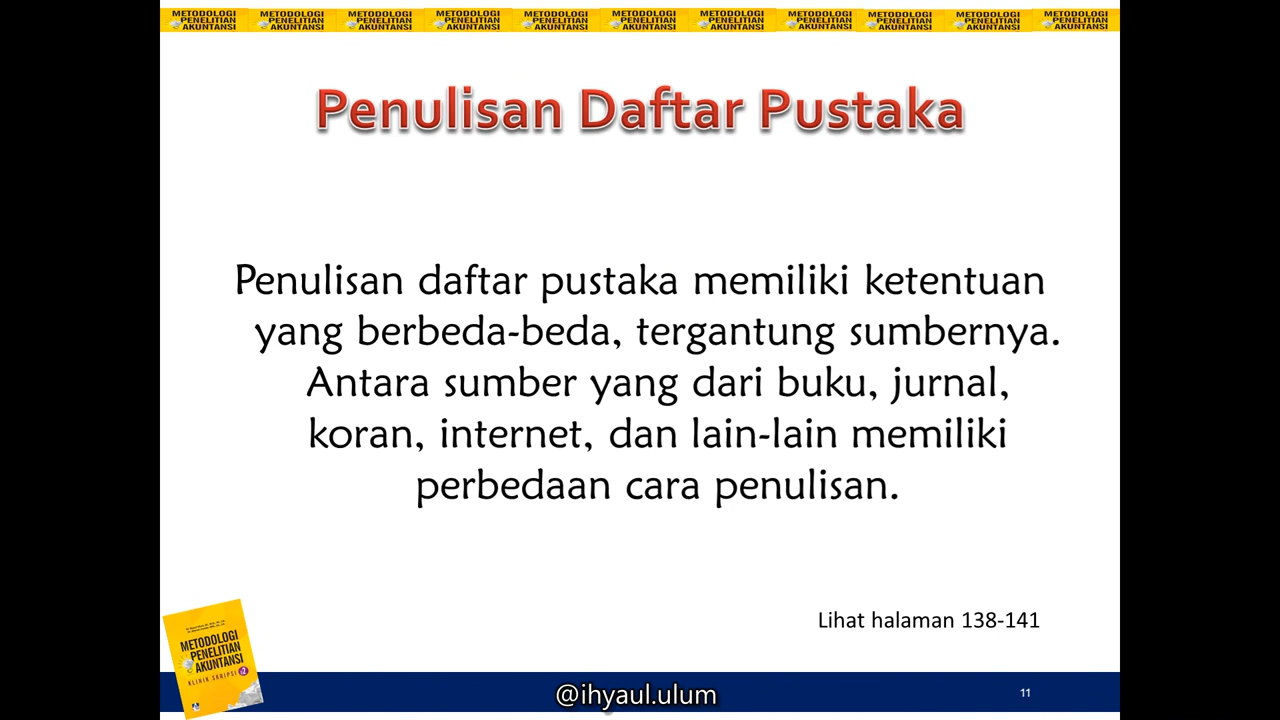 METODOLOGI METODOLOGI METODOLOGI METODOLOGI METODOLOGI METODOLOGI METODOLOGI METODOLOGI METODOLOGI METODOLOGI METODOLOGI
PENELITIAN PENELITIAN PENELITIAN PENELITIAN PENELITIAN PENELITIAN PENELITIAN PENELITIAN PENELITIAN PENELITIAN PENELITIAN
AKUNTANSI AKUNTANSI AKUNTANSI AKUNTANSI AKUNTANSI AKUNTANSI AKUNTANSI AKUNTANSI AKUNTANSI AKUNTANSI AKUNTANSI
Penulisan Daftar Pustaka
Penulisan daftar pustaka memiliki ketentuan
yang berbeda-beda, tergantung sumbernya.
Antara sumber yang dari buku, jurnal,
koran, internet, dan lain-lain memiliki
perbedaan cara penulisan.
Lihat halaman 138-141
METODOLOGI
PENELITIAN
AKUNTANSI
KLINIK SKRIPSI
@ihyaul.ulum
11